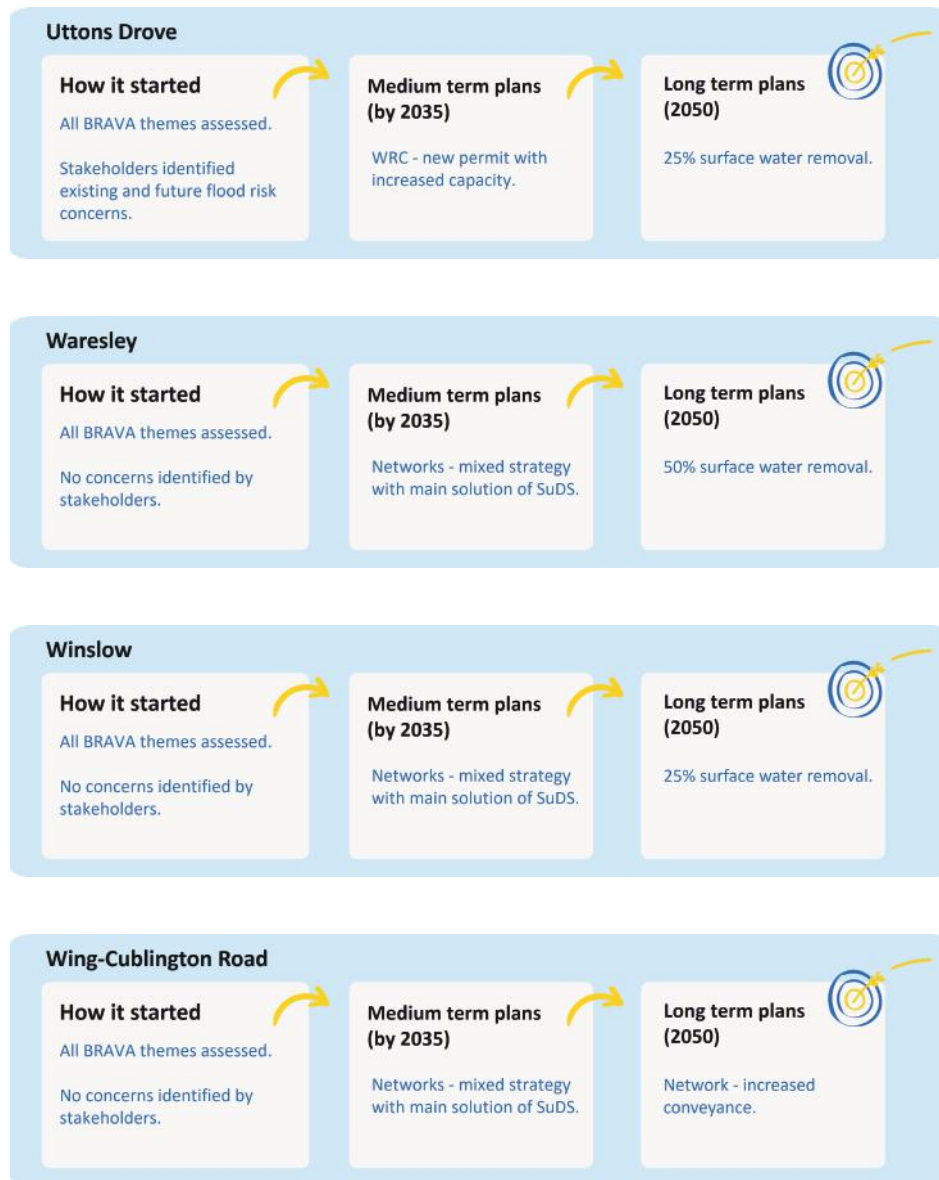 Uttons Drove
How it started
All BRAVA themes assessed.
Stakeholders identified
existing and future flood risk
concerns.
Medium term plans
(by 2035)
WRC - new permit with
increased capacity.
Long term plans
(2050)
25% surface water removal.
Waresley
How it started
All BRAVA themes assessed.
No concerns identified by
stakeholders.
Medium term plans
(by 2035)
Networks - mixed strategy
with main solution of SuDS.
Long term plans
(2050)
50% surface water removal.
Winslow
How it started
All BRAVA themes assessed.
No concerns identified by
stakeholders.
Medium term plans
(by 2035)
Networks - mixed strategy
with main solution of SuDS.
Long term plans
(2050)
25% surface water removal.
Wing-Cublington Road
How it started
All BRAVA themes assessed.
No concerns identified by
stakeholders.
Medium term plans
(by 2035)
Networks - mixed strategy
with main solution of SuDS.
Long term plans
(2050)
Network - increased
conveyance.